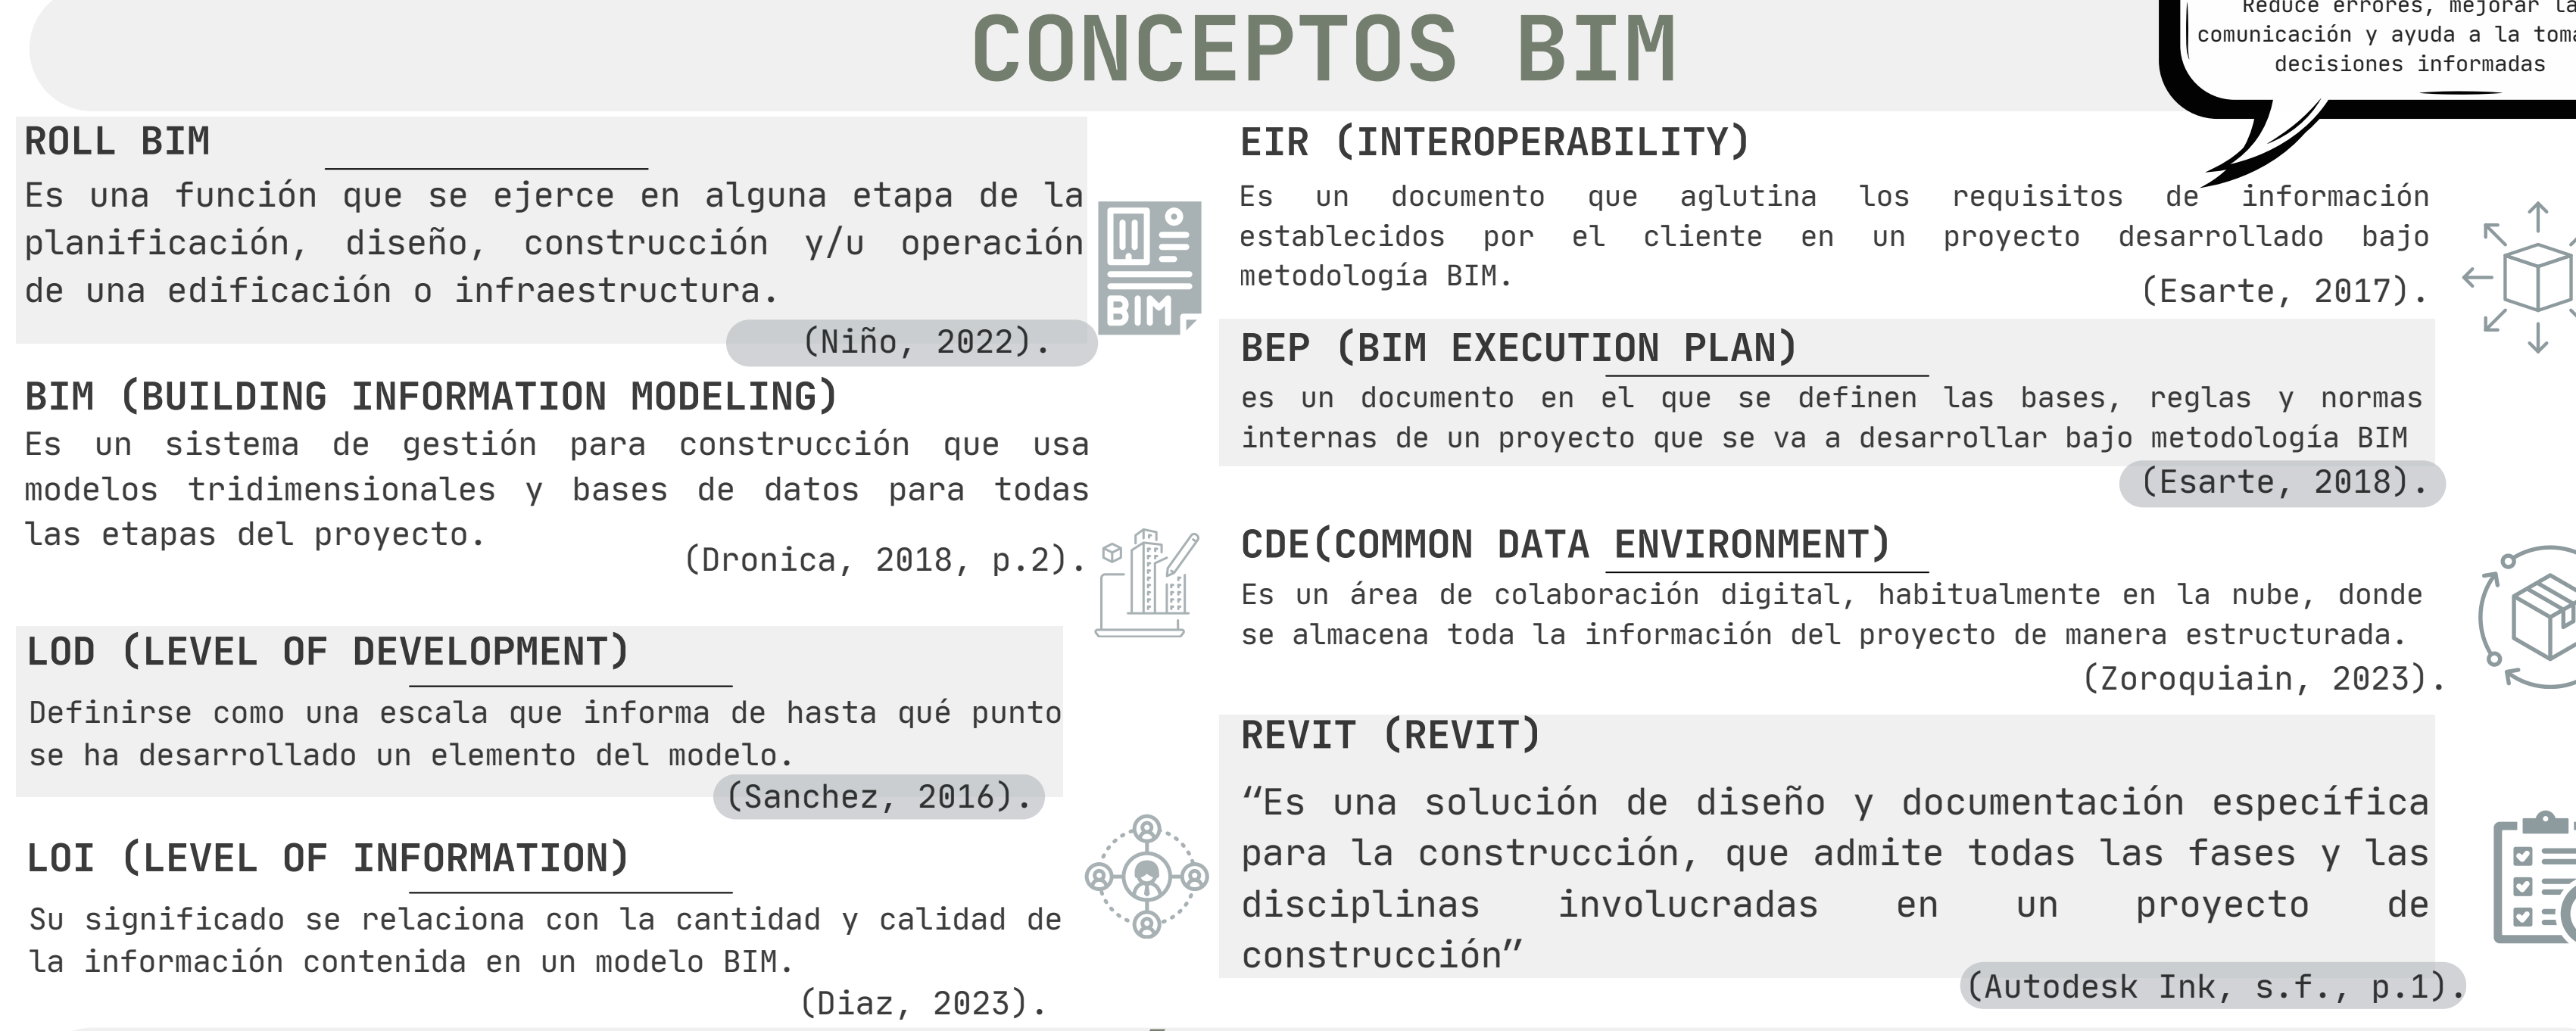 CONCEPTOS BIM
Reduce errores, mejorar la
comunicación y ayuda a la
decisiones informadas
ROLL BIM
Es una función que se ejerce en alguna etapa de la
planificación, diseño, construcción y/u operación
de una edificación o infraestructura.
(Niño, 2022).
BIM (BUILDING INFORMATION MODELING)
Es un sistema de gestión para construcción que usa
modelos tridimensionales y bases de datos para todas
las etapas del proyecto.
(Dronica, 2018, p.2).
LOD (LEVEL OF DEVELOPMENT)
Definirse como una escala que informa de hasta qué punto
se ha desarrollado un elemento del modelo.
(Sanchez, 2016).
LOI (LEVEL OF INFORMATION)
Su significado se relaciona con la cantidad y calidad de
la información contenida en un modelo BIM.
(Diaz, 2023).
BIM
EIR (INTEROPERABILITY)
Es un documento que aglutina los requisitos de información
establecidos por el cliente en un proyecto desarrollado bajo
metodología BIM.
(Esarte, 2017).
BEP (BIM EXECUTION PLAN)
es un documento en el que se definen las bases, reglas y normas
internas de un proyecto que se va a desarrollar bajo metodología BIM
(Esarte, 2018).
CDE(COMMON DATA ENVIRONMENT)
Es un área de colaboración digital, habitualmente en la nube, donde
se almacena toda la información del proyecto de manera estructurada.
(Zoroquiain, 2023).
REVIT (REVIT)
“Es una solución de diseño y documentación específica
para la construcción, que admite todas las fases y las
disciplinas involucradas en un proyecto de
construcción”
(Autodesk Ink, s.f., p.1).